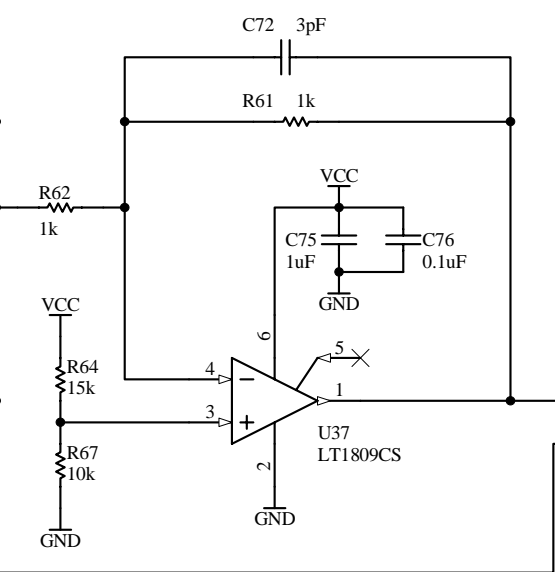 C72 3pF
R61 1k
R62
1k
VCC
C75
1uF
C76
0.1uF
GND
VCC
6
R64
15k
4
5
1
3
R67
10k
2
U37
LT1809CS
GND
GND